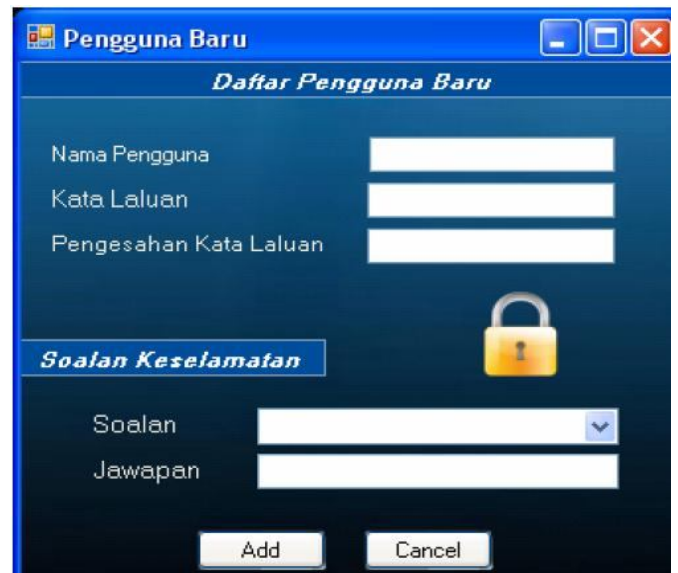 Pengguna Baru
Daftar Pengguna Baru
Nama Pengguna
Kata Laluan
Pengesahan Kata Laluan
Soalan Keselamatan
Soalan
Jawapan
Add Cancel